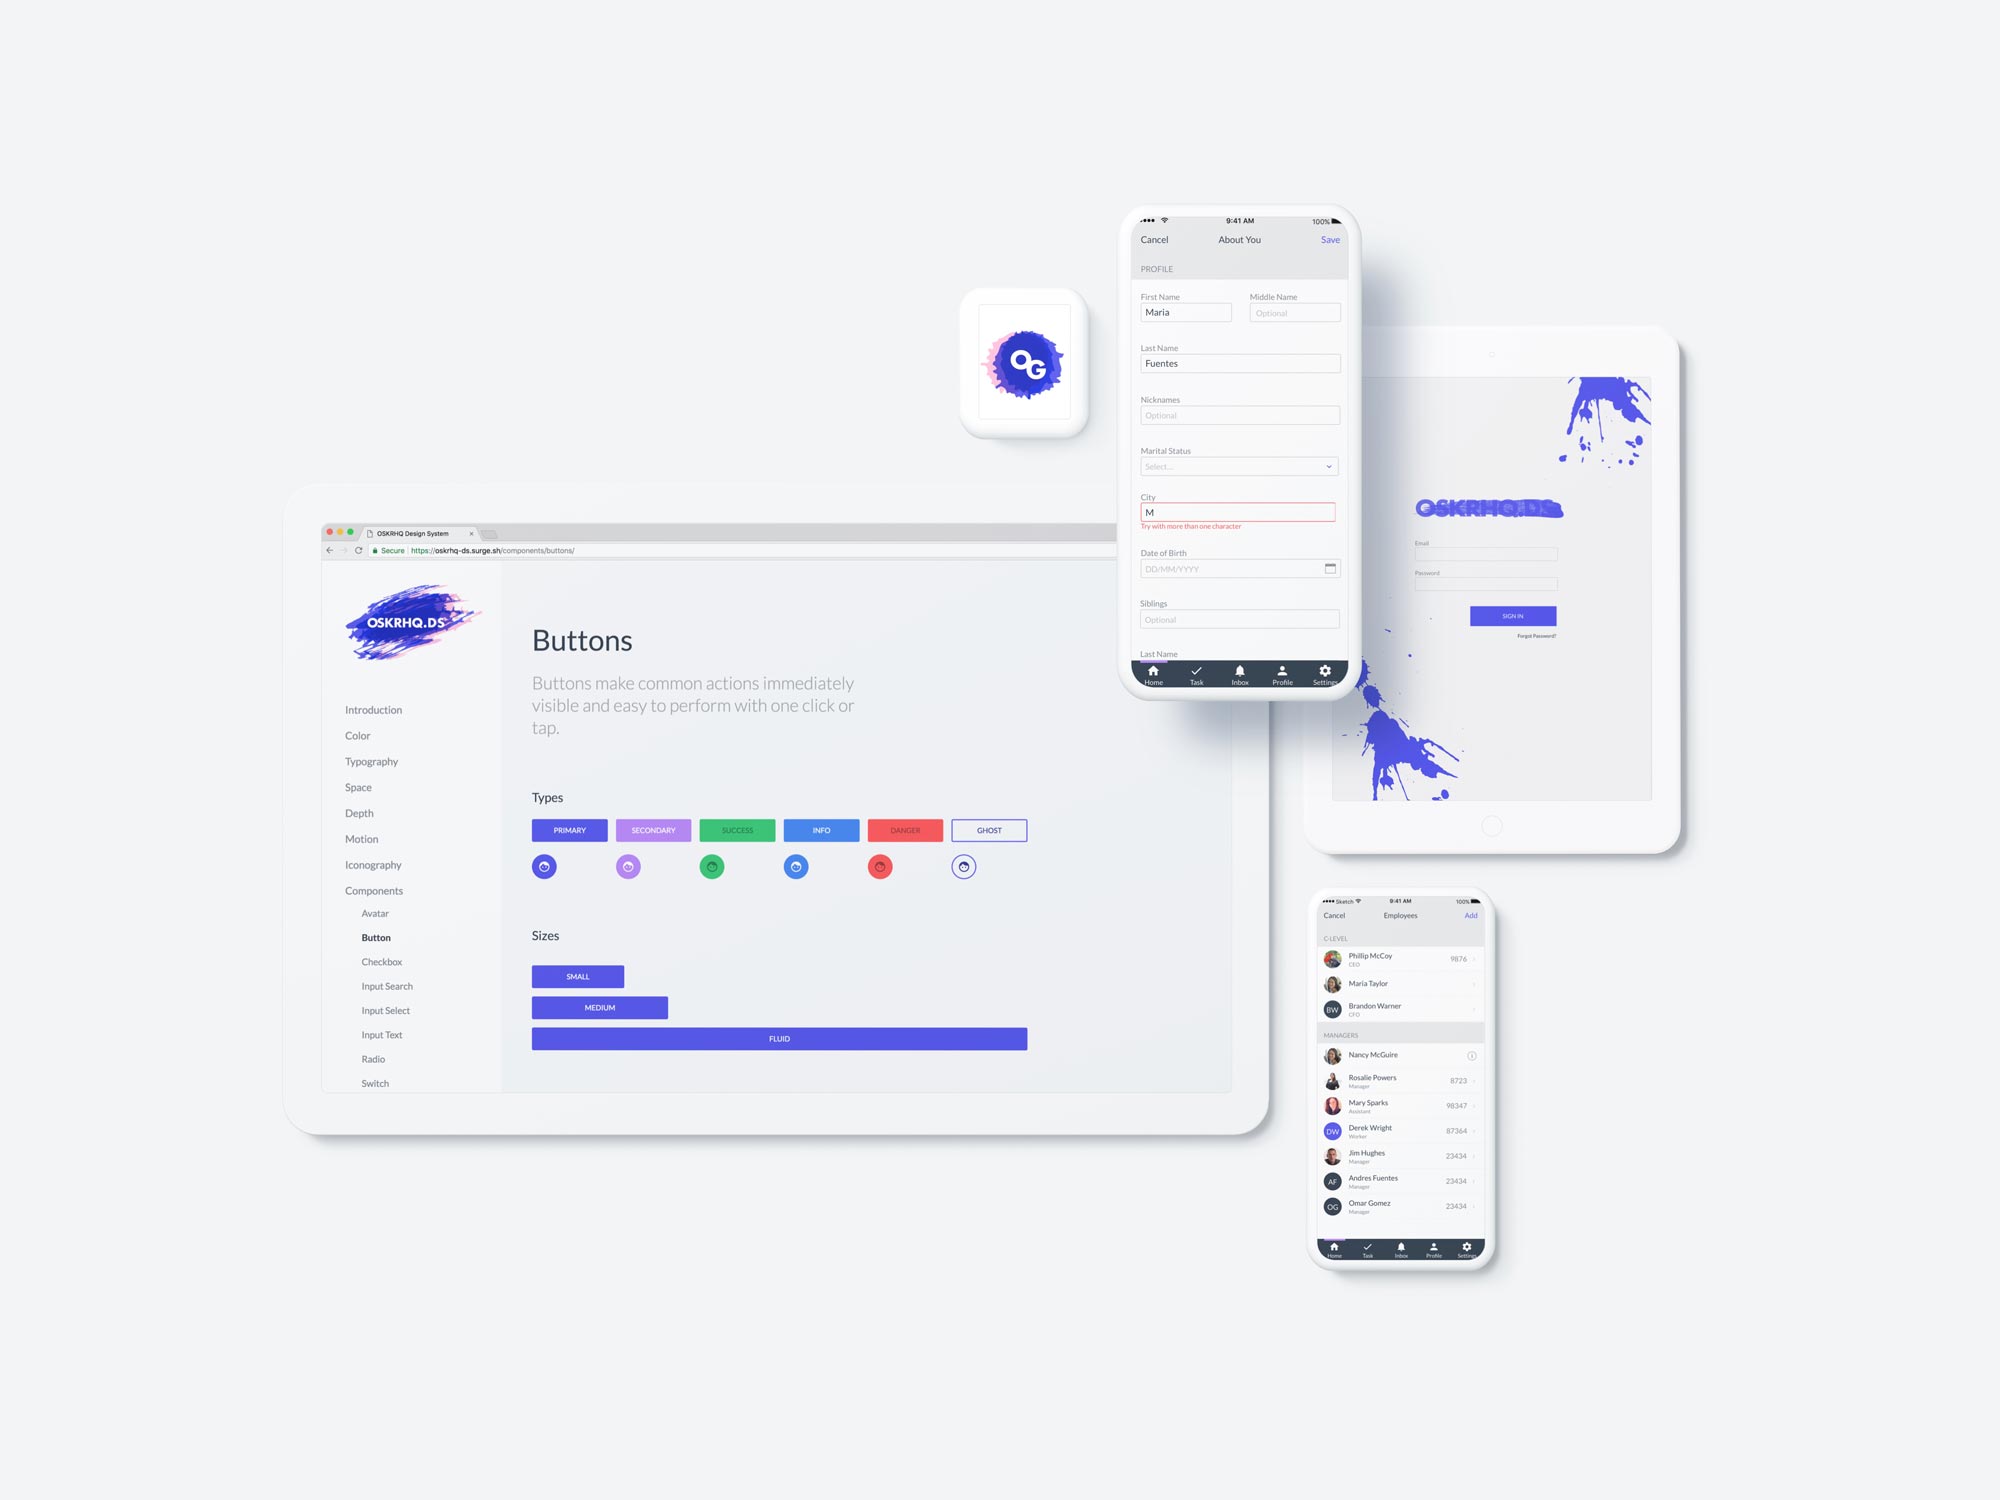 OG
OSKRHQ Design System
Secure https://oskrhq-ds.surge.sh/components/buttons/
OSKRHQ.DS
Introduction
Color
Typography
Space
Depth
Motion
Iconography
Components
Avatar
Button
Checkbox
Input Search
Input Select
Input Text
Radio
Switch
Buttons
Buttons make common actions immediately
visible and easy to perform with one click or
tap.
Types
PRIMARY SECONDARY SUCCESS INFO DANGER GHOST
Sizes
SMALL
MEDIUM
FLUID
9:41 AM 100%
Cancel About You Save
PROFILE
First Name Middle Name
Maria Optional
Last Name
Fuentes
Nicknames
Optional
Marital Status
Select...
City
M
Try with more than one character
Date of Birth
DD/MM/YYYY
Siblings
Optional
Last Name
Home Task Inbox Profile Settings
OSKRHQ.DS
Email
Password
SIGN IN
Forgot Password?
Sketch 9:41 AM 100%
Cancel Employees Add
C-LEVEL
Phillip McCoy 9876
CEO
Maria Taylor
BW Brandon Warner
CFO
MANAGERS
Nancy McGuire
Rosalie Powers 8723
Manager
Mary Sparks 98347
Assistant
DW Derek Wright 87364
Worker
Jim Hughes 23434
Manager
AF Andres Fuentes 23434
Manager
OG Omar Gomez 23434
Manager
Home Task Inbox Profile Settings